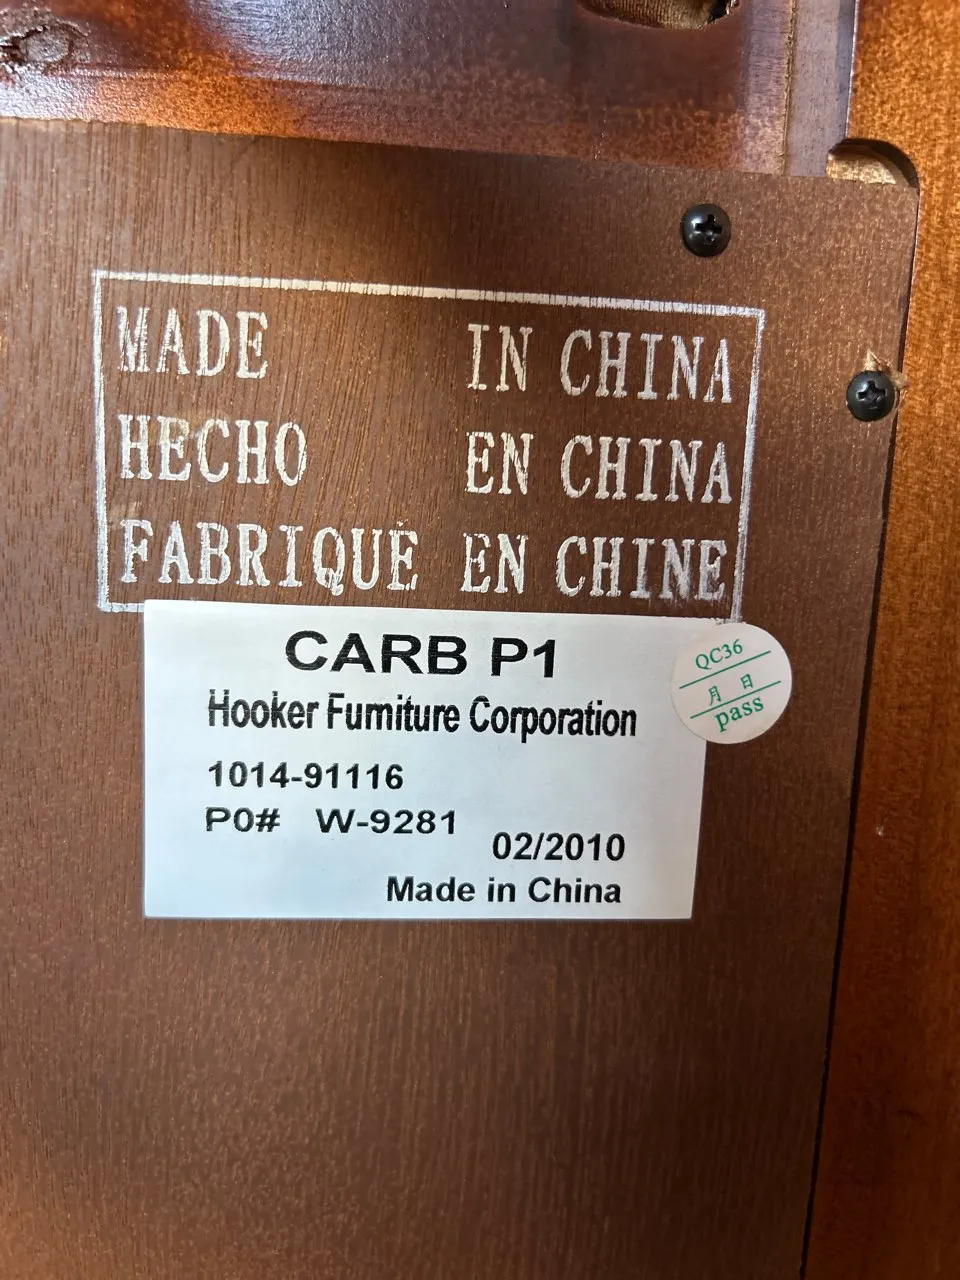 MADE IN CHINA
HECHO EN CHINA
FABRIQUÉ EN CHINE
CARB P1
Hooker Furniture Corporation
1014-91116
P0# W-9281
02/2010
Made in China
QC36
月 日
pass